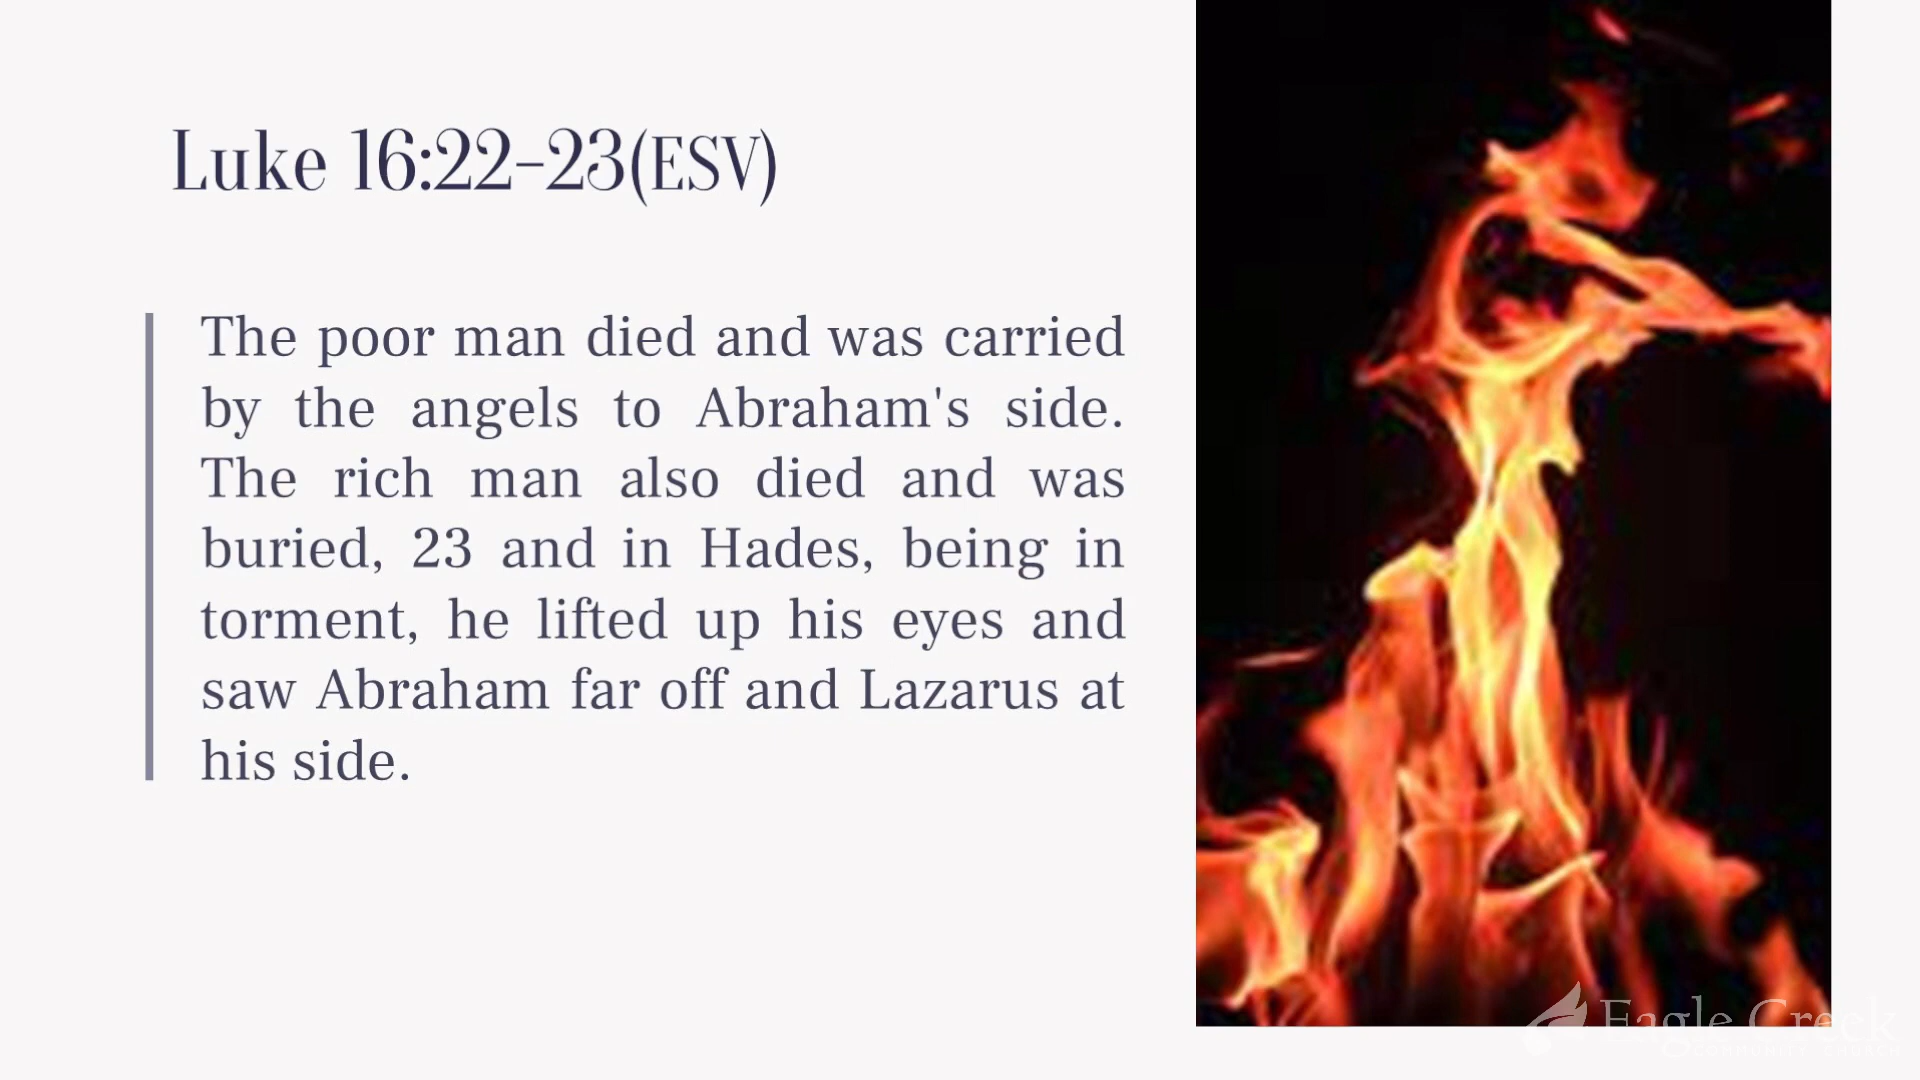 Luke 16:22–23(ESV)
The poor man died and was carried
by the angels to Abraham's side.
The rich man also died and was
buried, 23 and in Hades, being in
torment, he lifted up his eyes and
saw Abraham far off and Lazarus at
his side.
Eagle Creek
COMMUNITY CHURCH